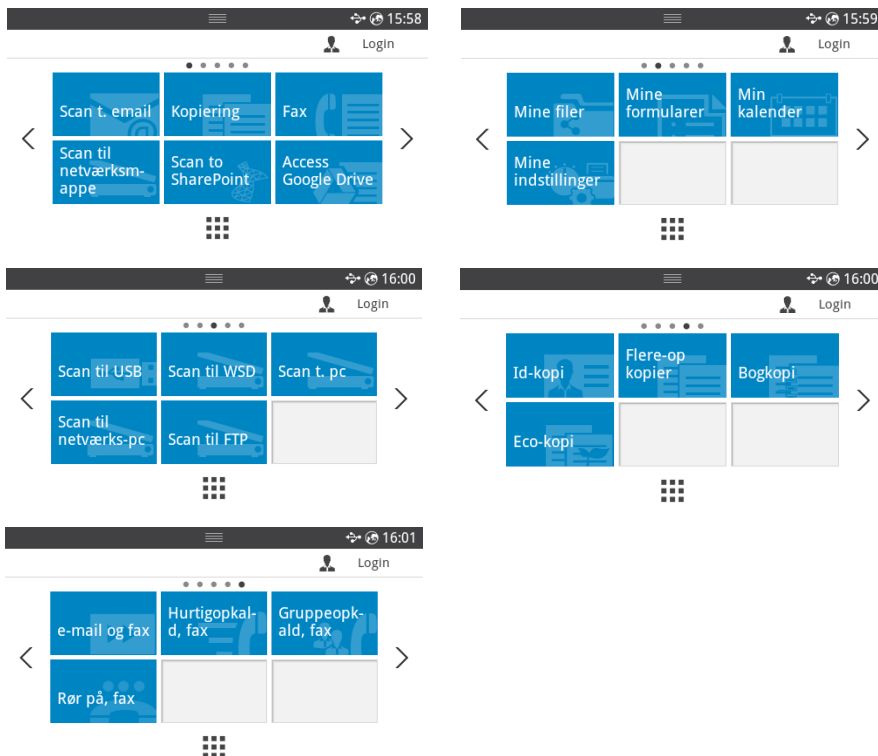 15:58
Login
Scan t. email
Kopiering
Fax
Scan til
netværksm-
appe
Scan to
SharePoint
Access
Google Drive
15:59
Login
Mine filer
Mine
formularer
Min
kalender
Mine
indstillinger
16:00
Login
Scan til USB
Scan til WSD
Scan t. pc
Scan til
netværks-pc
Scan til FTP
16:00
Login
Id-kopi
Flere-op
kopier
Bogkopi
Eco-kopi
16:01
Login
e-mail og fax
Hurtigopkal-
d, fax
Gruppeopk-
ald, fax
Rør på, fax